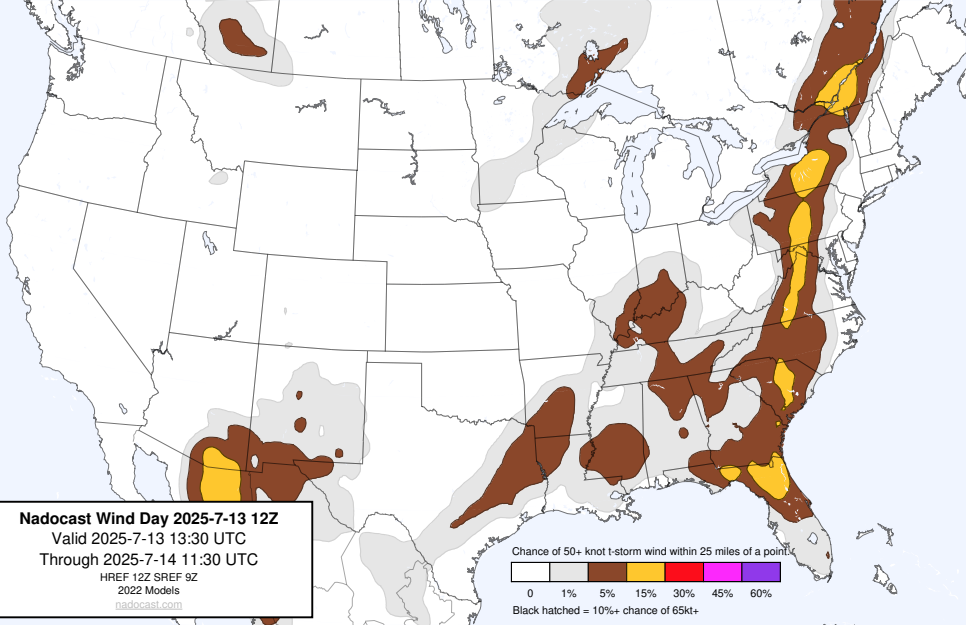 Nadocast Wind Day 2025-7-13 12Z
Valid 2025-7-13 13:30 UTC
Through 2025-7-14 11:30 UTC
HREF 12Z SREF 9Z
2022 Models
nadocast.com
Chance of 50+ knot t-storm wind within 25 miles of a point.
0 1% 5% 15% 30% 45% 60%
Black hatched = 10%+ chance of 65kt+